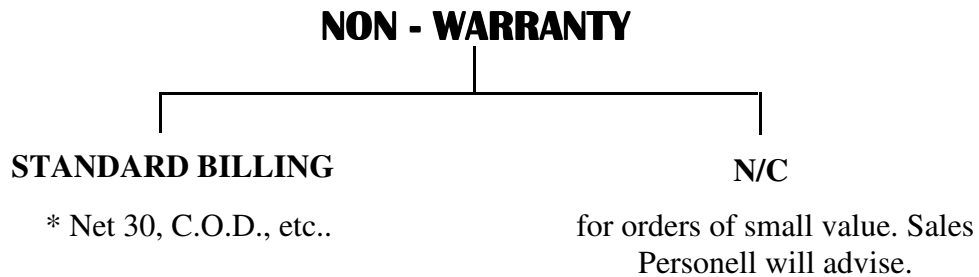 NON - WARRANTY
STANDARD BILLING
* Net 30, C.O.D., etc..
N/C
for orders of small value. Sales
Personell will advise.